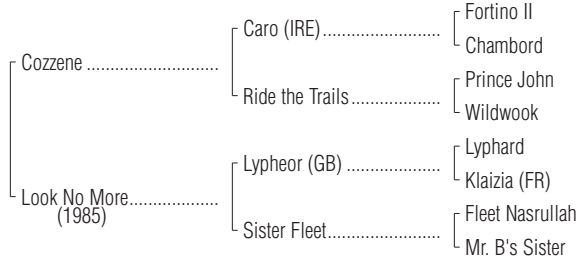 Fortino II
Caro (IRE)
Chambord
Cozzene
Prince John
Ride the Trails
Wildwook
Lyphard
Lypheor (GB)
Klaizia (FR)
Look No More
(1985)
Fleet Nasrullah
Sister Fleet
Mr. B's Sister